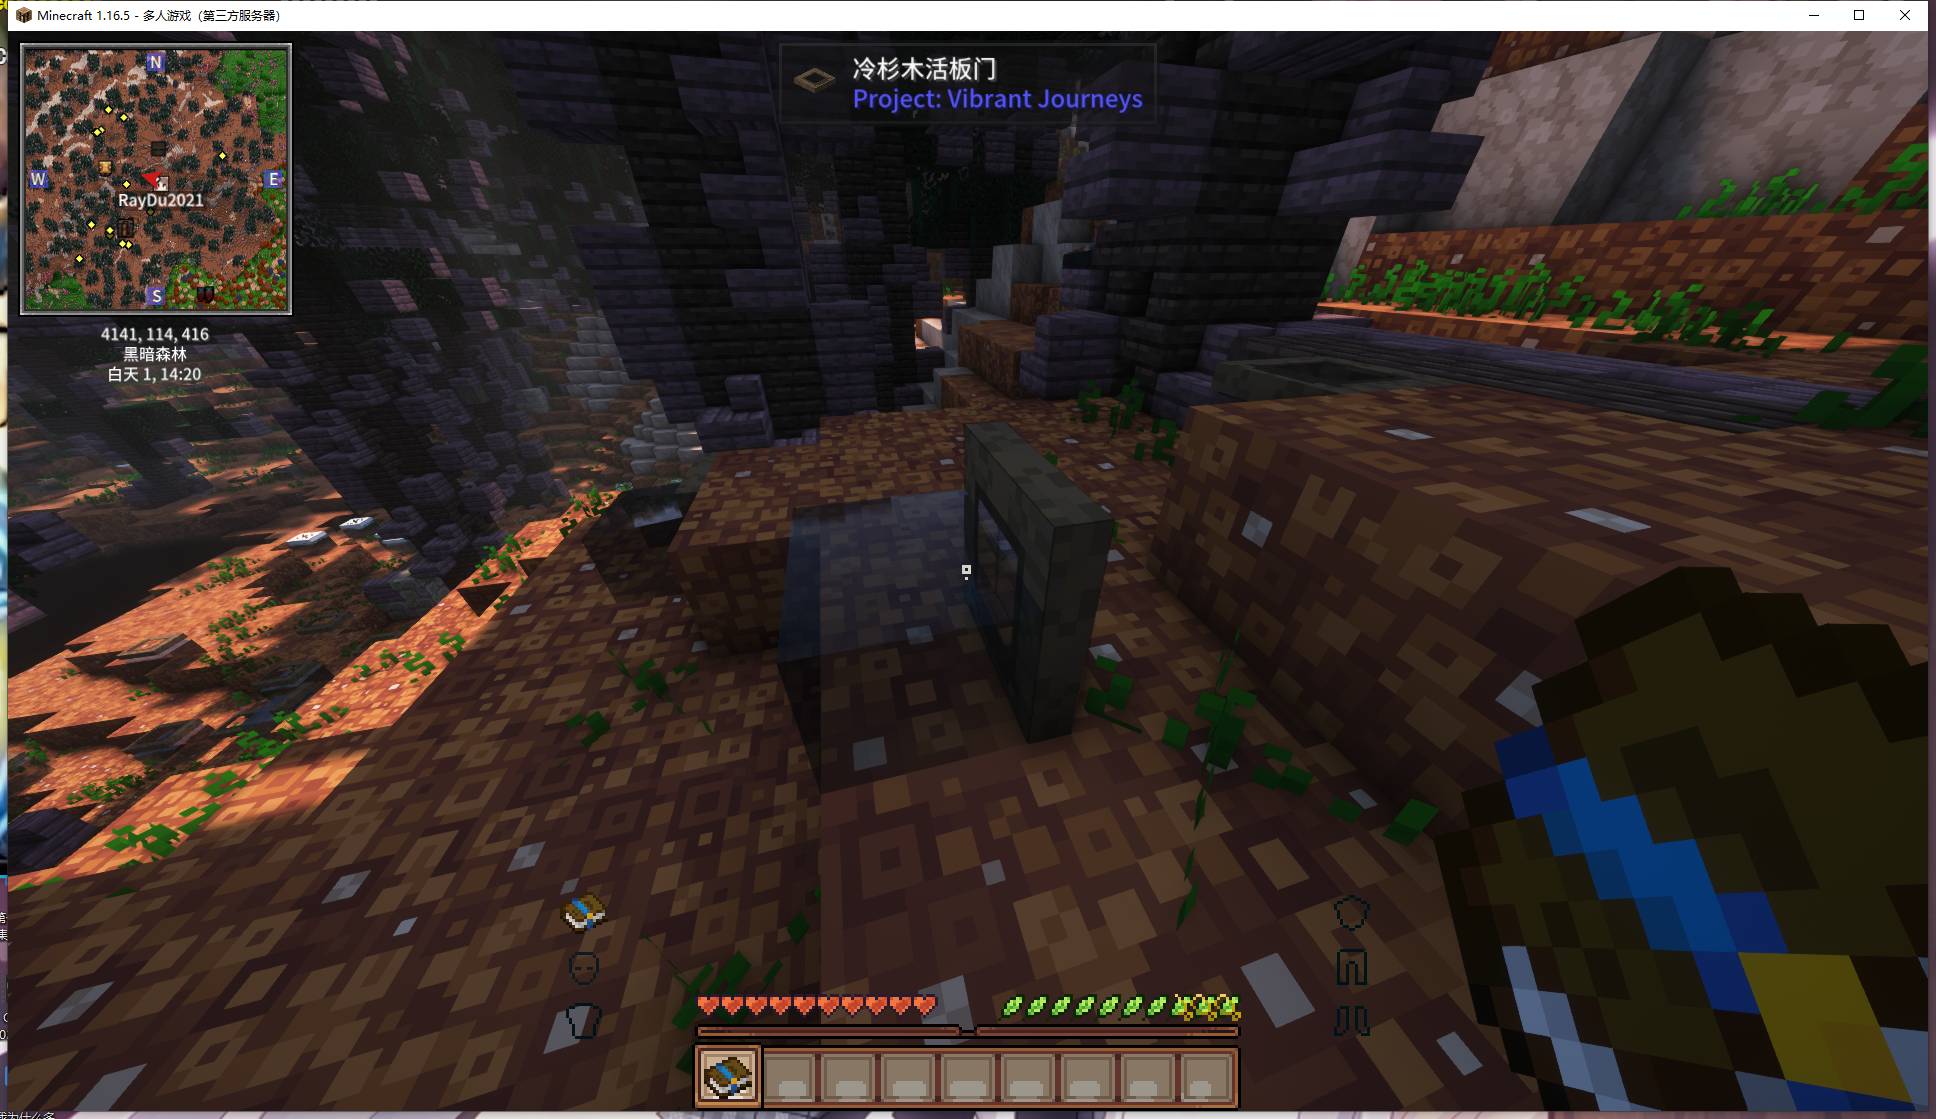 Minecraft 1.16.5 - 多人游戏（第三方服务器）
N
冷杉木活板门
Project: Vibrant Journeys
W
E
RayDu2021
S
4141, 114, 416
黑暗森林
白天 1, 14:20